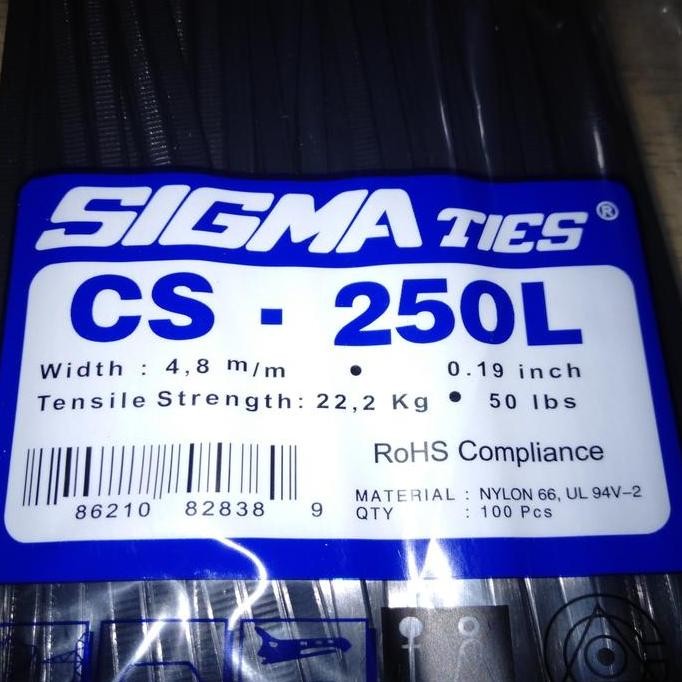 SIGMA TIES ®
CS - 250L
Width : 4,8 m/m • 0.19 inch
Tensile Strength: 22,2 Kg • 50 lbs
RoHS Compliance
MATERIAL : NYLON 66, UL 94V-2
QTY : 100 Pcs
86210 82838 9